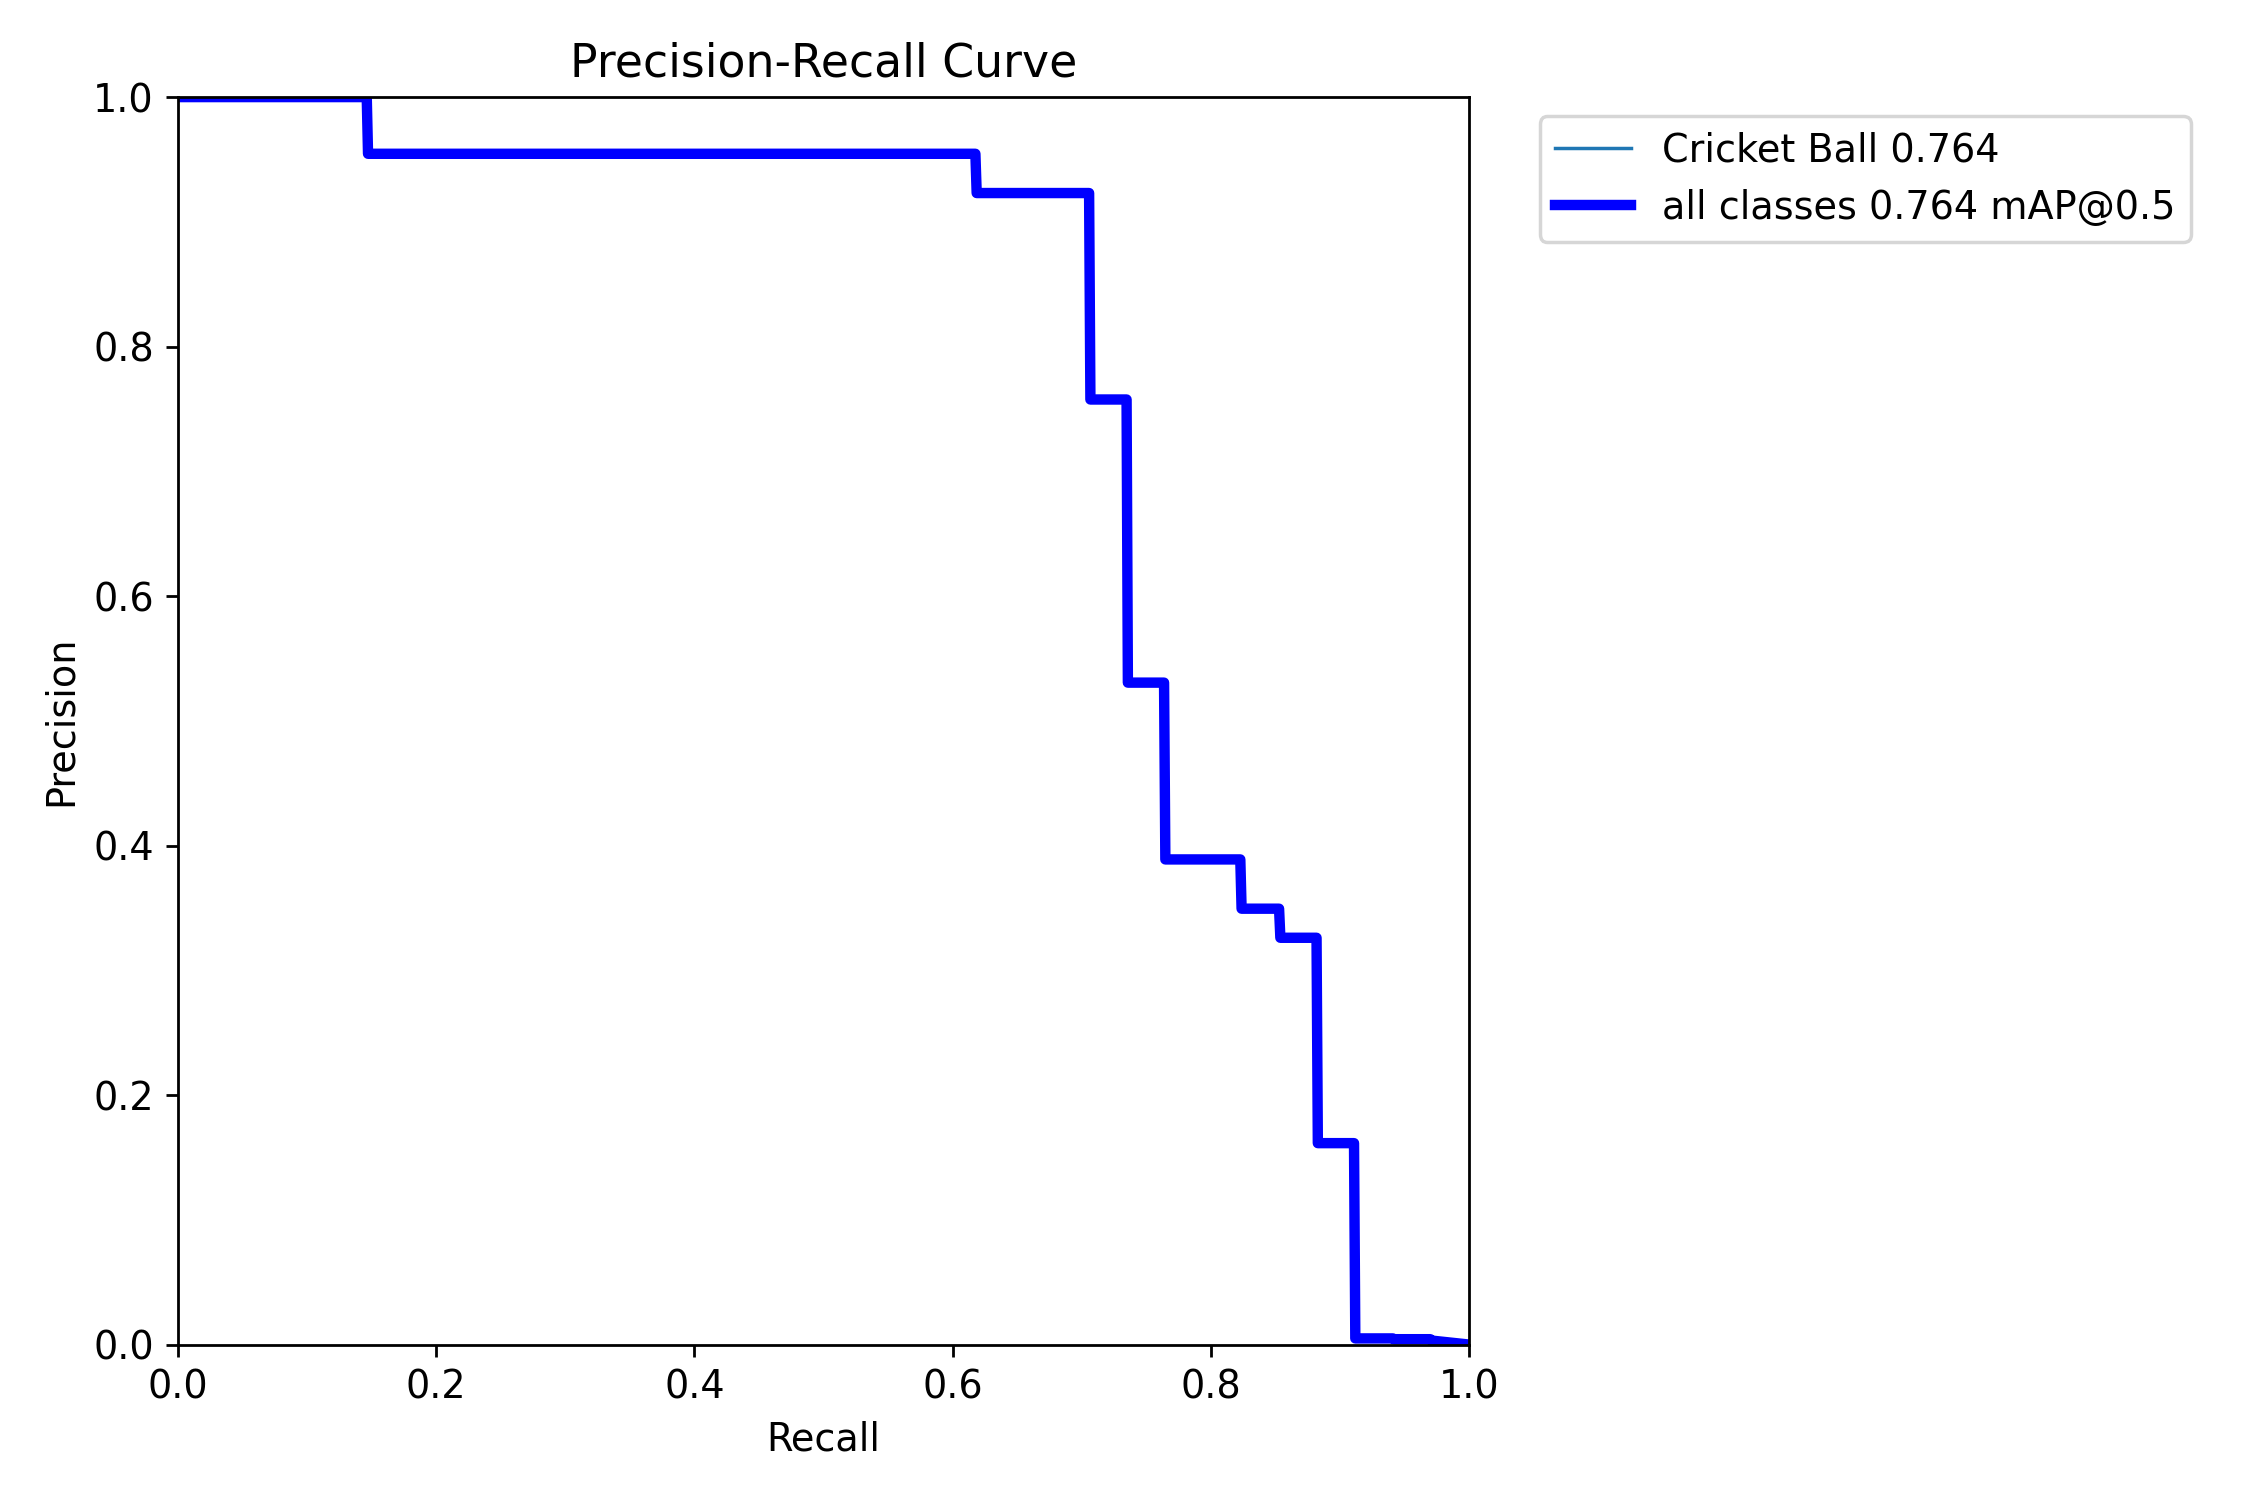 Precision-Recall Curve
1.0
0.8
0.6
0.4
0.2
0.0
Precision
0.0 0.2 0.4 0.6 0.8 1.0
Recall
Cricket Ball 0.764
all classes 0.764 mAP@0.5